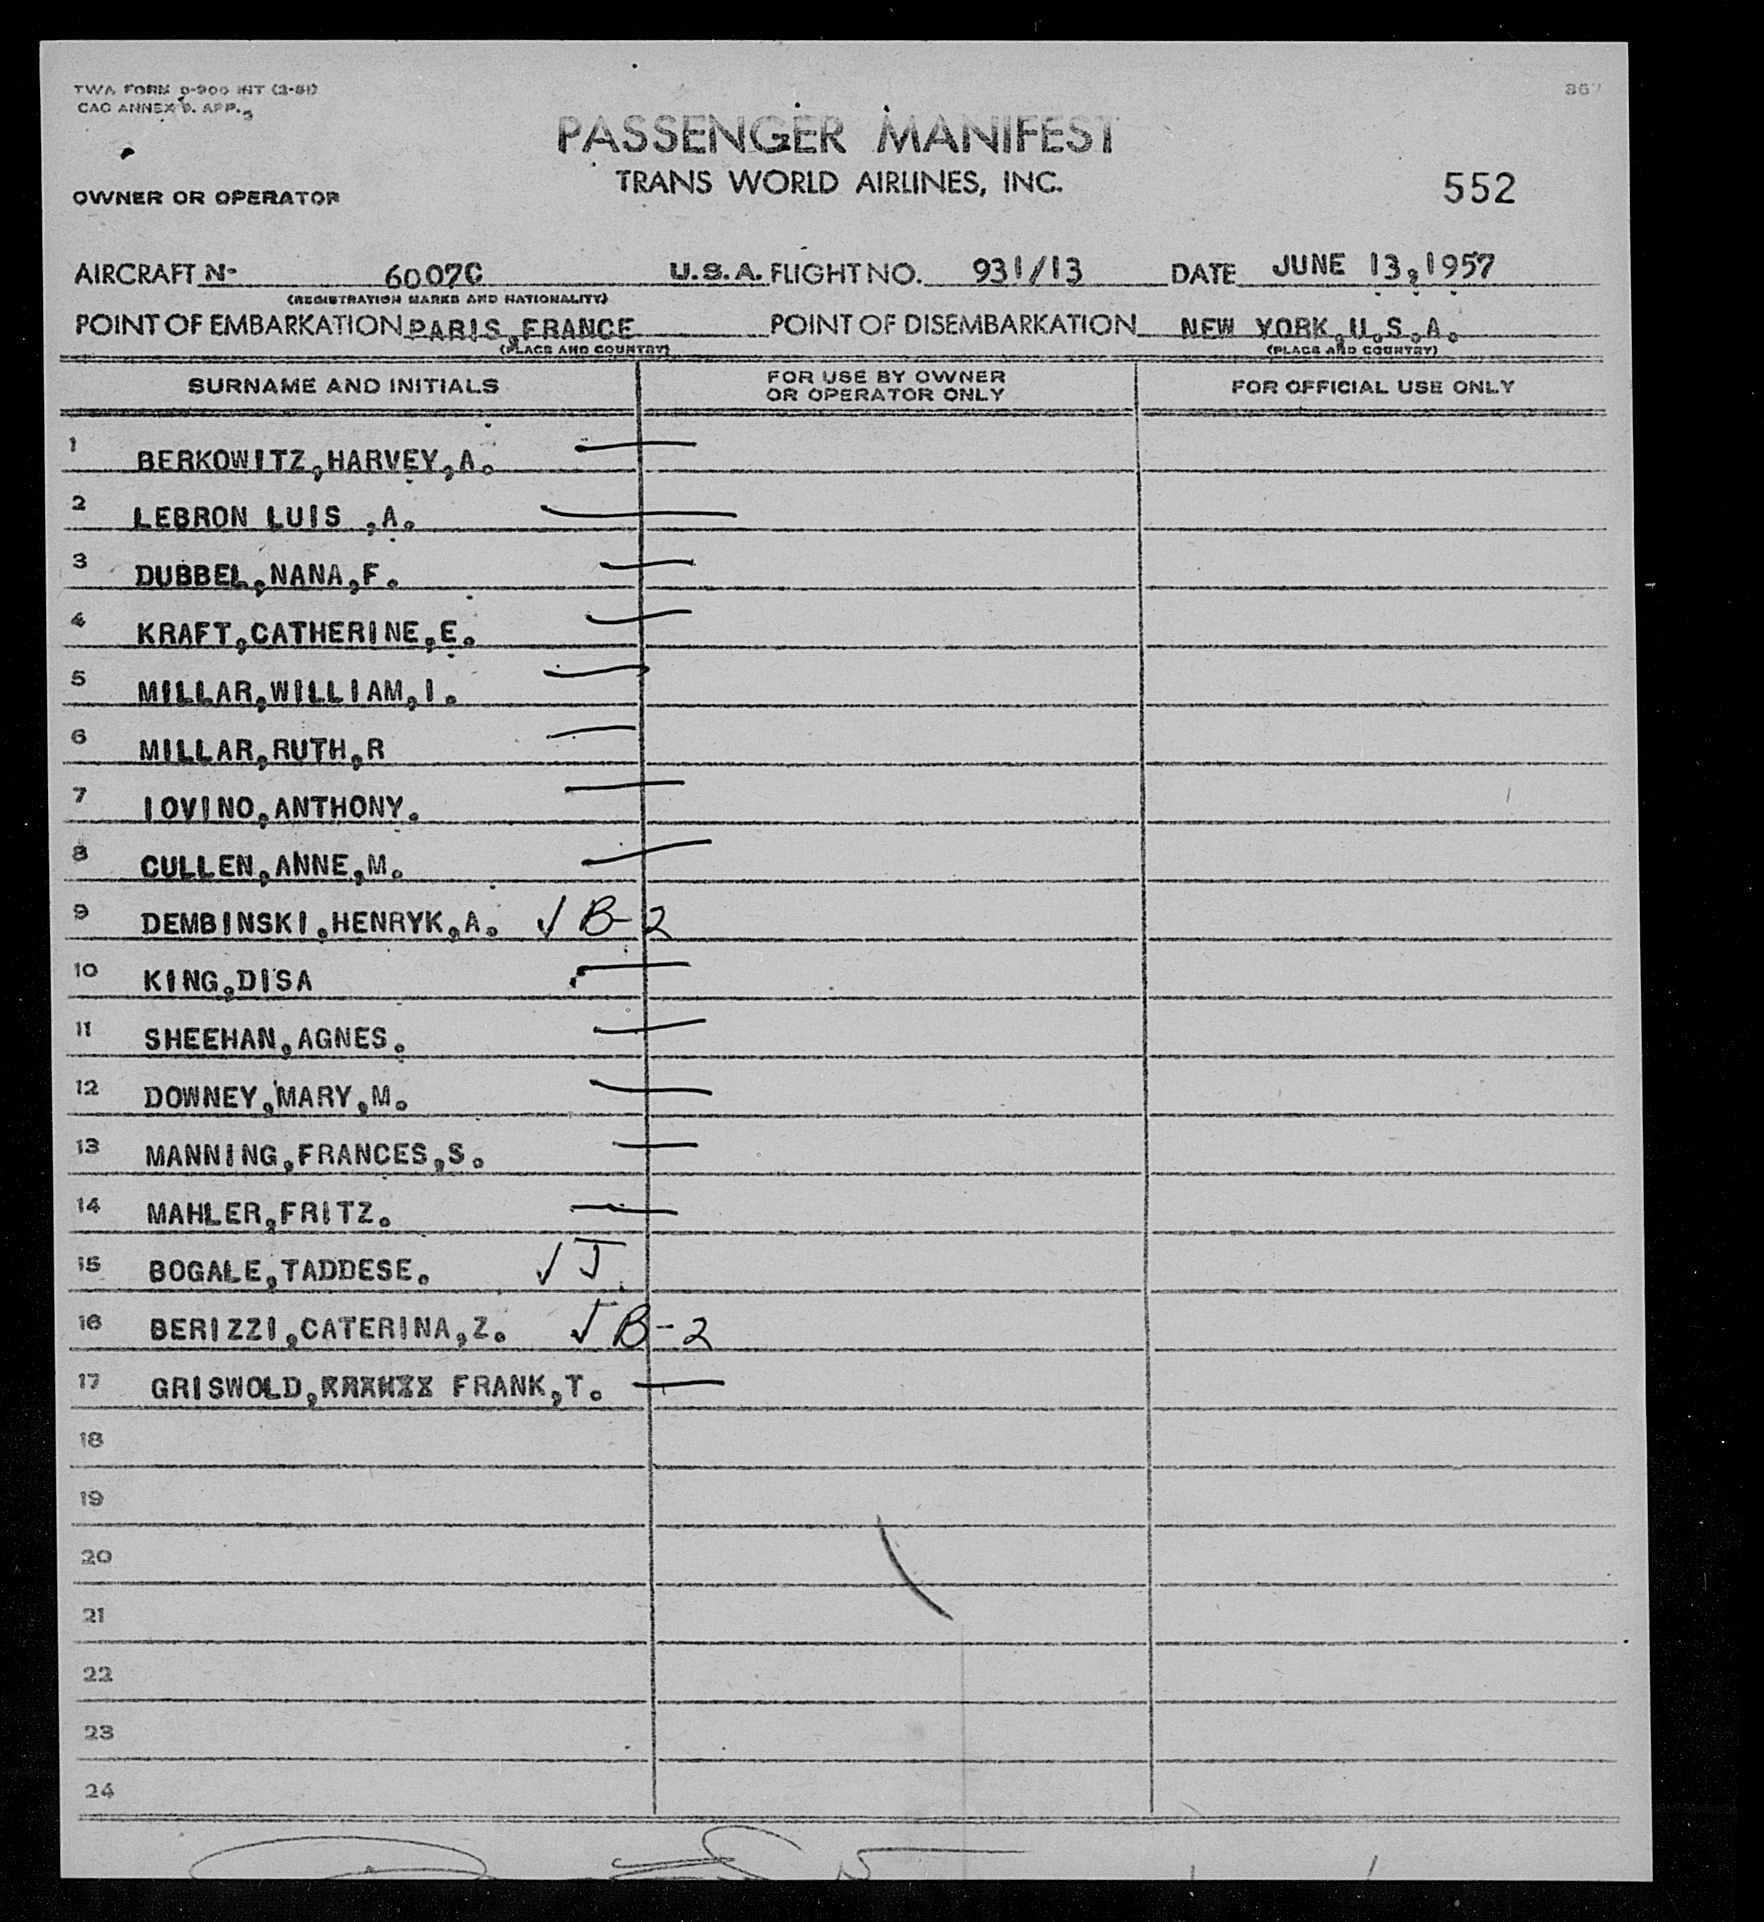 TWA FORM 0-900 INT (3-51)
CAO ANNEX 9. APP. 3
367
PASSENGER MANIFEST
TRANS WORLD AIRLINES, INC.
OWNER OR OPERATOR
552
AIRCRAFT N- 6007C U.S.A. FLIGHT NO. 931/13 DATE JUNE 13,1957
(REGISTRATION MARKS AND NATIONALITY)
POINT OF EMBARKATION PARIS,FRANCE POINT OF DISEMBARKATION NEW YORK,U.S.A.
(PLACE AND COUNTRY) (PLACE AND COUNTRY)
SURNAME AND INITIALS FOR USE BY OWNER OR OPERATOR ONLY FOR OFFICIAL USE ONLY
1 BERKOWITZ,HARVEY,A. —
2 LEBRON LUIS ,A. —
3 DUBBEL,NANA,F. —
4 KRAFT,CATHERINE,E. —
5 MILLAR,WILLIAM,I. —
6 MILLAR,RUTH,R —
7 IOVINO,ANTHONY. —
8 CULLEN,ANNE,M. —
9 DEMBINSKI,HENRYK,A. ✓ B-2
10 KING,DISA —
11 SHEEHAN,AGNES. —
12 DOWNEY,MARY,M. —
13 MANNING,FRANCES,S. —
14 MAHLER,FRITZ. —
15 BOGALE,TADDESE. ✓ J
16 BERIZZI,CATERINA,Z. ✓ B-2
17 GRISWOLD, FRANK,T. —
18
19
20
21
22
23
24